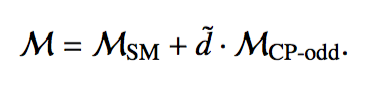 ℳ = ℳ_SM + d̃ · ℳ_CP-odd.